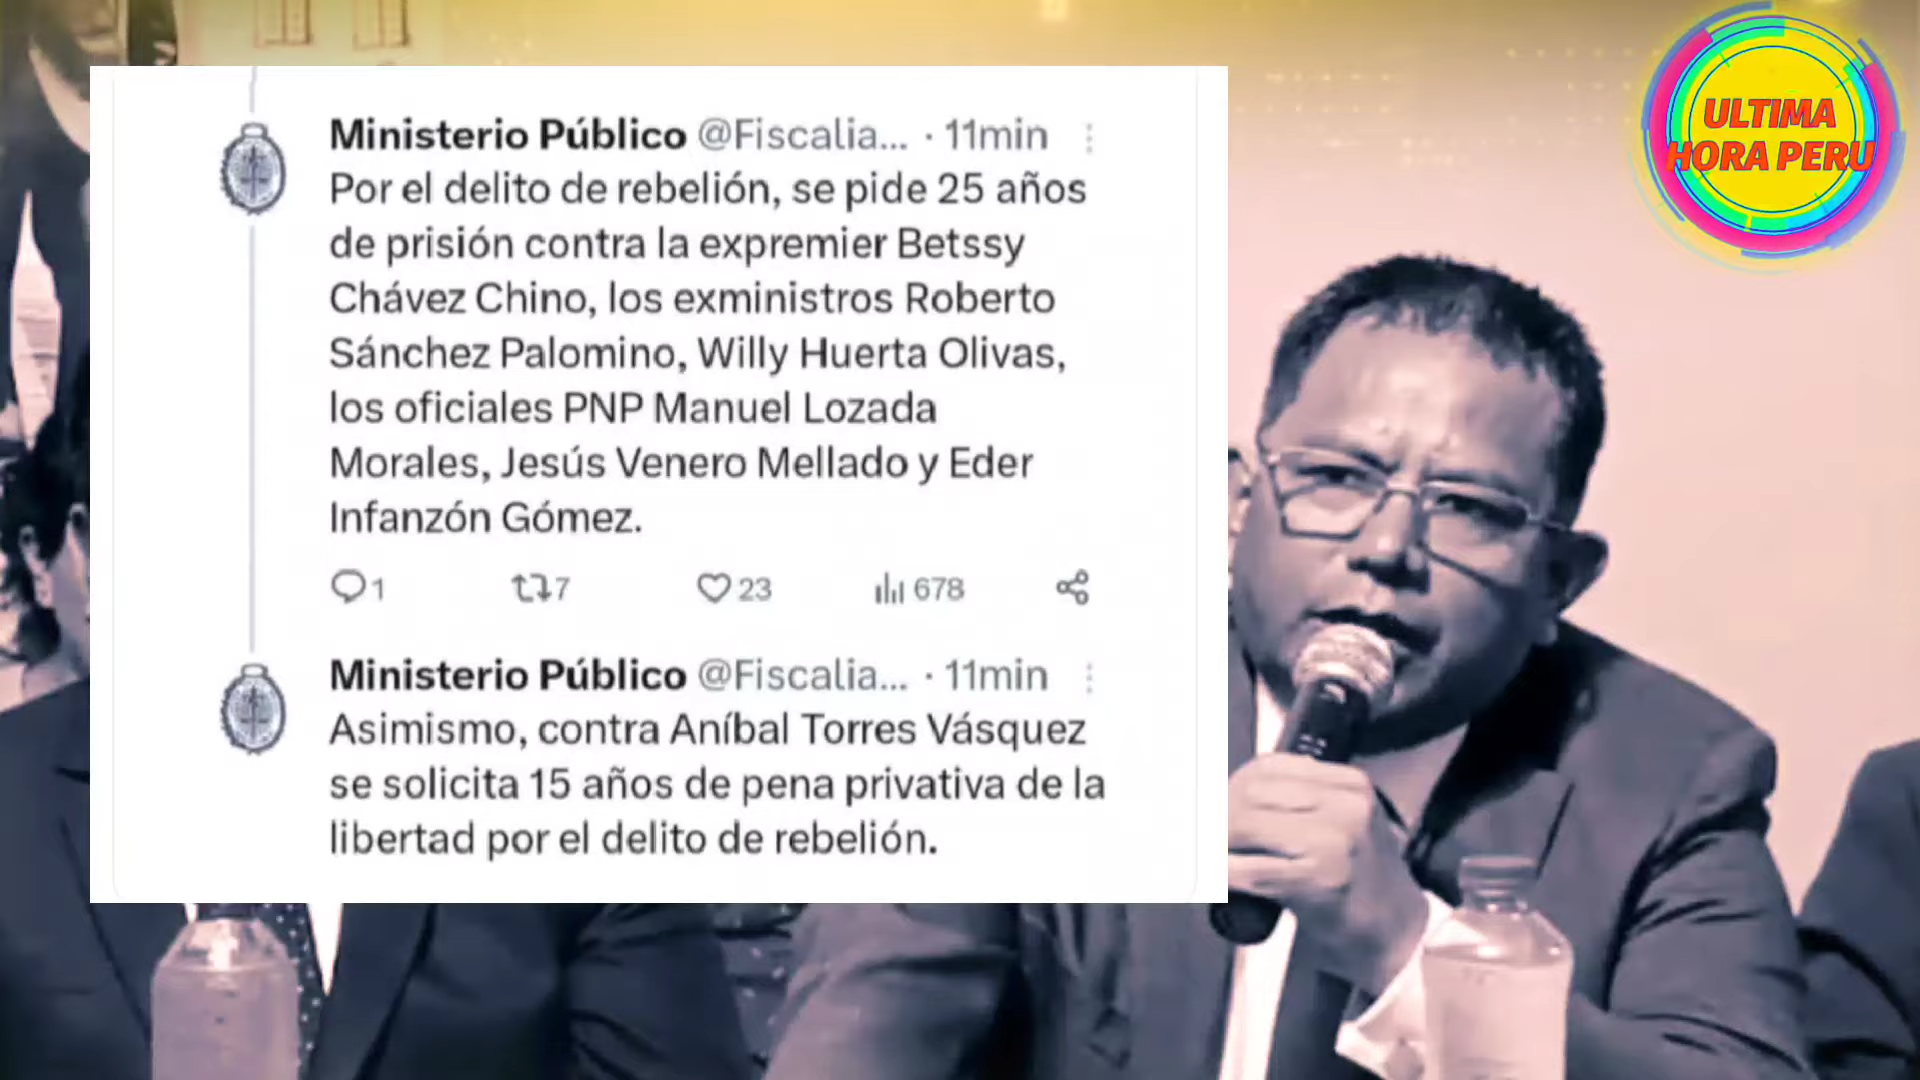 Ministerio Público @Fiscalia... · 11min
Por el delito de rebelión, se pide 25 años
de prisión contra la expremier Betssy
Chávez Chino, los exministros Roberto
Sánchez Palomino, Willy Huerta Olivas,
los oficiales PNP Manuel Lozada
Morales, Jesús Venero Mellado y Eder
Infanzón Gómez.
1 7 23 678
Ministerio Público @Fiscalia... · 11min
Asimismo, contra Aníbal Torres Vásquez
se solicita 15 años de pena privativa de la
libertad por el delito de rebelión.
ULTIMA
HORA PERU